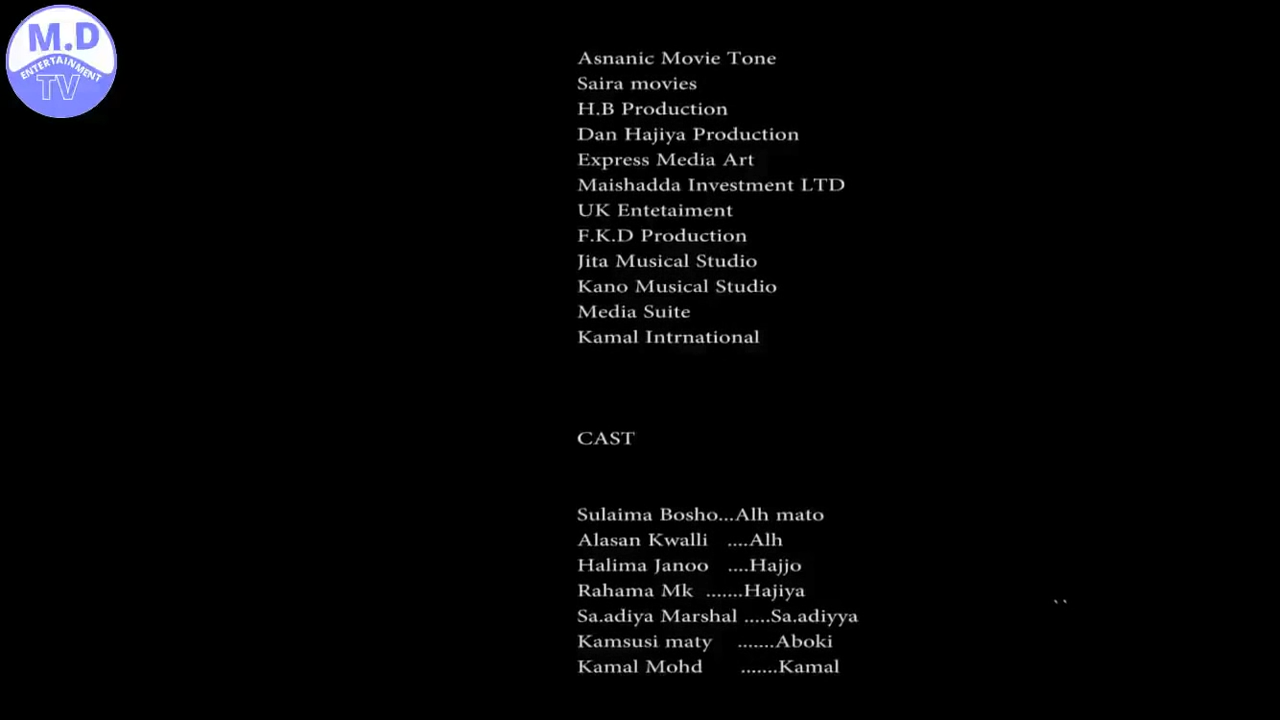 M.D
ENTERTAINMENT
TV
Asnanic Movie Tone
Saira movies
H.B Production
Dan Hajiya Production
Express Media Art
Maishadda Investment LTD
UK Entetaiment
F.K.D Production
Jita Musical Studio
Kano Musical Studio
Media Suite
Kamal Intrnational
CAST
Sulaima Bosho...Alh mato
Alasan Kwalli ....Alh
Halima Janoo ....Hajjo
Rahama Mk .......Hajiya
Sa.adiya Marshal .....Sa.adiyya
Kamsusi maty .......Aboki
Kamal Mohd .......Kamal
``